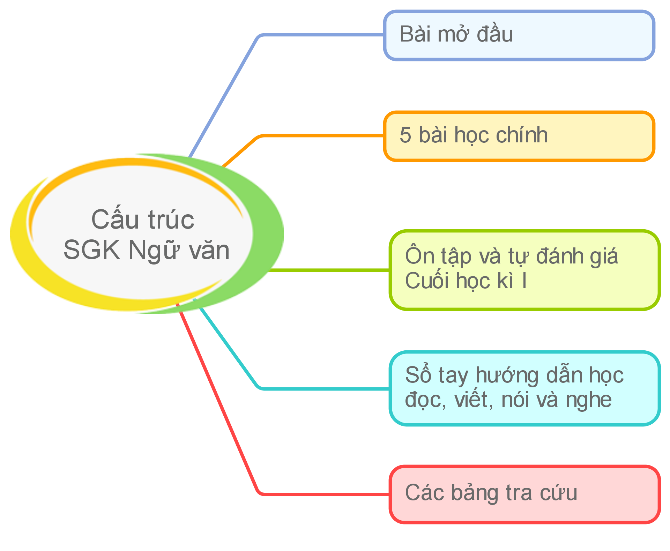 Bài mở đầu
5 bài học chính
Cấu trúc
SGK Ngữ văn
Ôn tập và tự đánh giá
Cuối học kì I
Sổ tay hướng dẫn học
đọc, viết, nói và nghe
Các bảng tra cứu